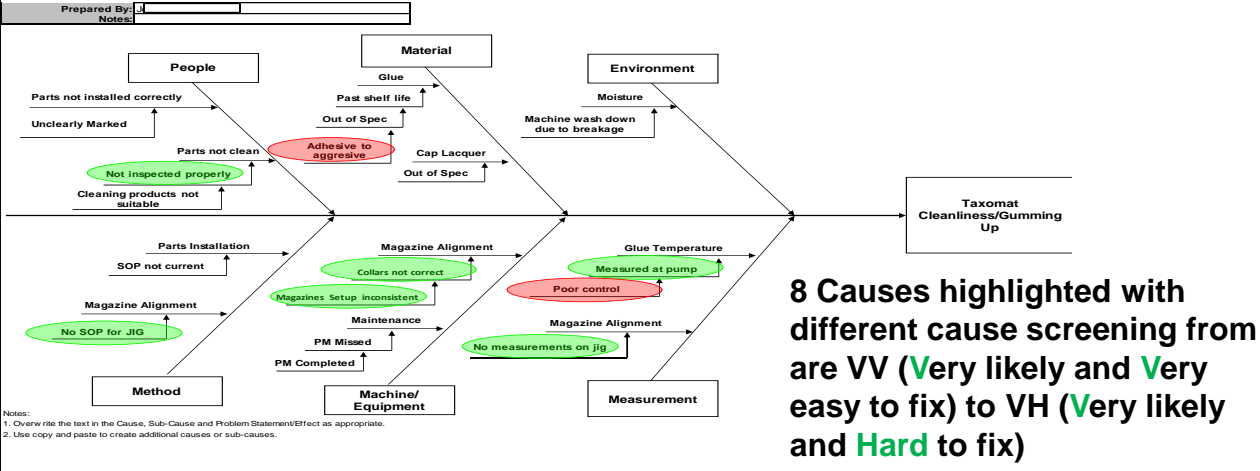 Prepared By:
Notes:
People
Material
Environment
Parts not installed correctly
Unclearly Marked
Parts not clean
Not inspected properly
Cleaning products not
suitable
Glue
Past shelf life
Out of Spec
Adhesive to
aggresive
Cap Lacquer
Out of Spec
Moisture
Machine wash down
due to breakage
Taxomat
Cleanliness/Gumming
Up
Parts Installation
SOP not current
Magazine Alignment
No SOP for JIG
Magazine Alignment
Collars not correct
Magazines Setup inconsistent
Maintenance
PM Missed
PM Completed
Glue Temperature
Measured at pump
Poor control
Magazine Alignment
No measurements on jig
Method
Machine/
Equipment
Measurement
8 Causes highlighted with
different cause screening from
are VV (Very likely and Very
easy to fix) to VH (Very likely
and Hard to fix)
Notes:
1. Overw rite the text in the Cause, Sub-Cause and Problem Statement/Effect as appropriate.
2. Use copy and paste to create additional causes or sub-causes.